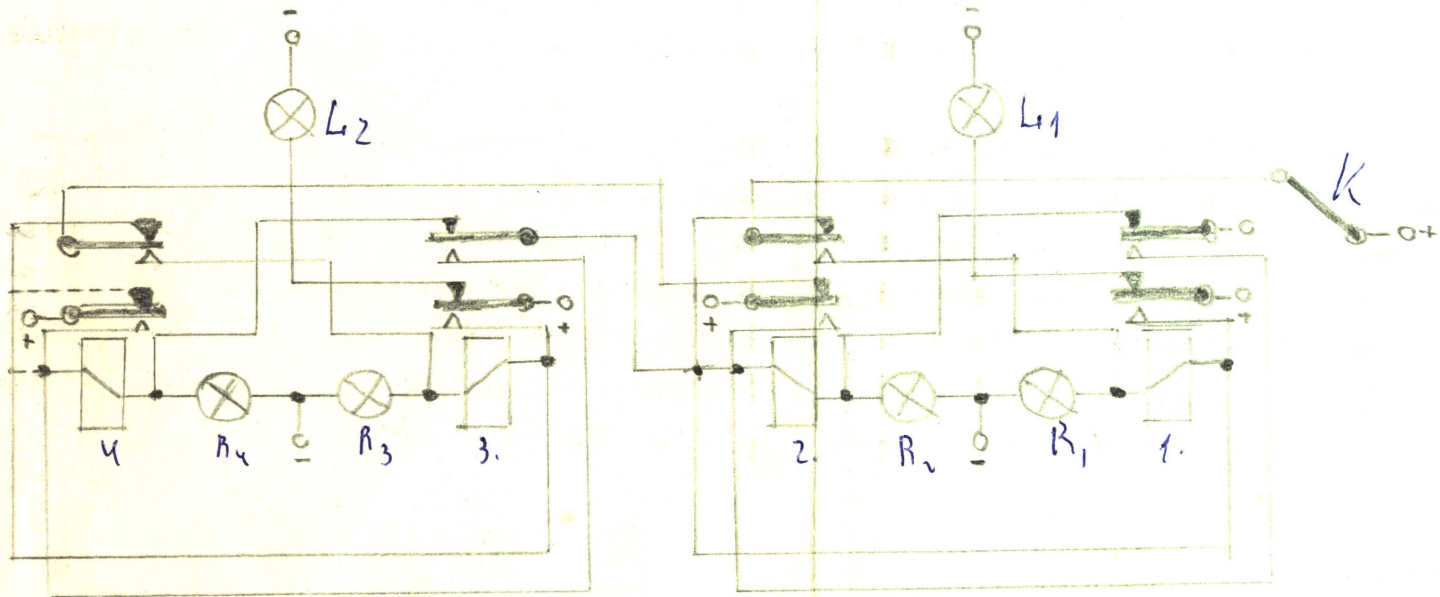 -
-
L2
L1
K
+
+
+
+
+
4
R4
-
R3
3.
2.
R2
-
R1
1.